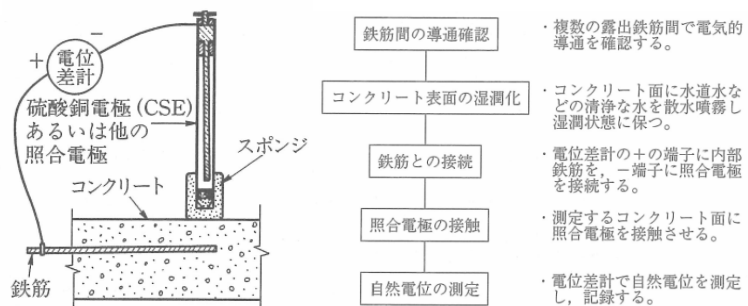 +
−
電位
差計
硫酸銅電極(CSE)
あるいは他の
照合電極
スポンジ
コンクリート
鉄筋
鉄筋間の導通確認
・複数の露出鉄筋間で電気的
導通を確認する。
コンクリート表面の湿潤化
・コンクリート面に水道水な
どの清浄な水を散水噴霧し
湿潤状態に保つ。
鉄筋との接続
・電位差計の+の端子に内部
鉄筋を,−端子に照合電極
を接続する。
照合電極の接触
・測定するコンクリート面に
照合電極を接触させる。
自然電位の測定
・電位差計で自然電位を測定
し,記録する。